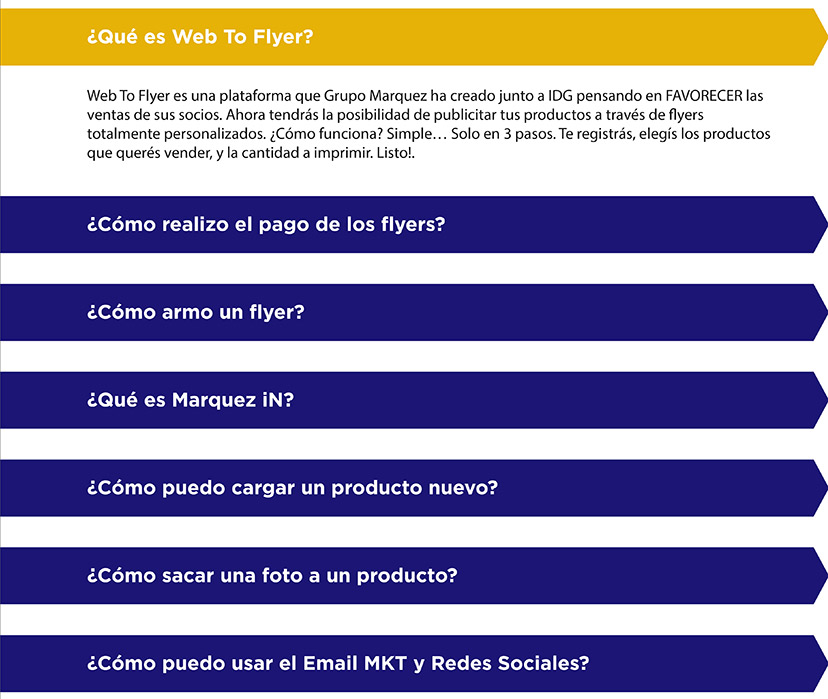 ¿Qué es Web To Flyer?
Web To Flyer es una plataforma que Grupo Marquez ha creado junto a IDG pensando en FAVORECER las
ventas de sus socios. Ahora tendrás la posibilidad de publicitar tus productos a través de flyers
totalmente personalizados. ¿Cómo funciona? Simple… Solo en 3 pasos. Te registrás, elegís los productos
que querés vender, y la cantidad a imprimir. Listo!.
¿Cómo realizo el pago de los flyers?
¿Cómo armo un flyer?
¿Qué es Marquez iN?
¿Cómo puedo cargar un producto nuevo?
¿Cómo sacar una foto a un producto?
¿Cómo puedo usar el Email MKT y Redes Sociales?